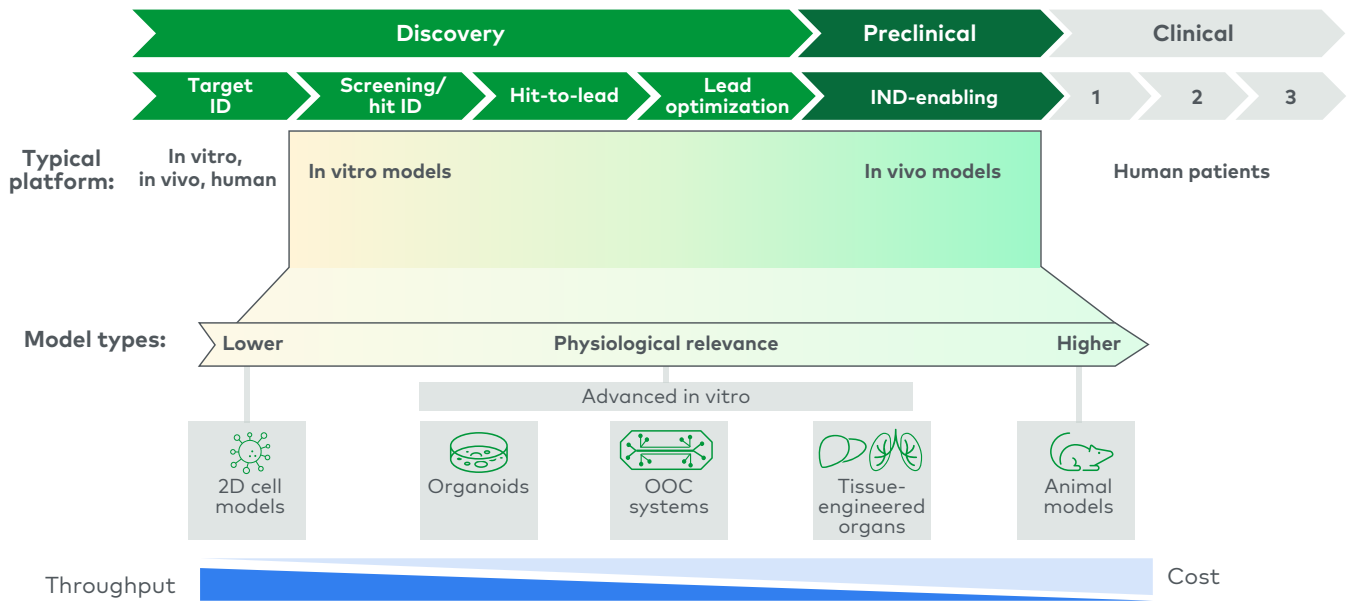 Discovery
Preclinical
Clinical
Target
ID
Screening/
hit ID
Hit-to-lead
Lead
optimization
IND-enabling
1
2
3
Typical
platform:
In vitro,
in vivo, human
In vitro models
In vivo models
Human patients
Model types:
Lower
Physiological relevance
Higher
Advanced in vitro
2D cell
models
Organoids
OOC
systems
Tissue-
engineered
organs
Animal
models
Throughput
Cost